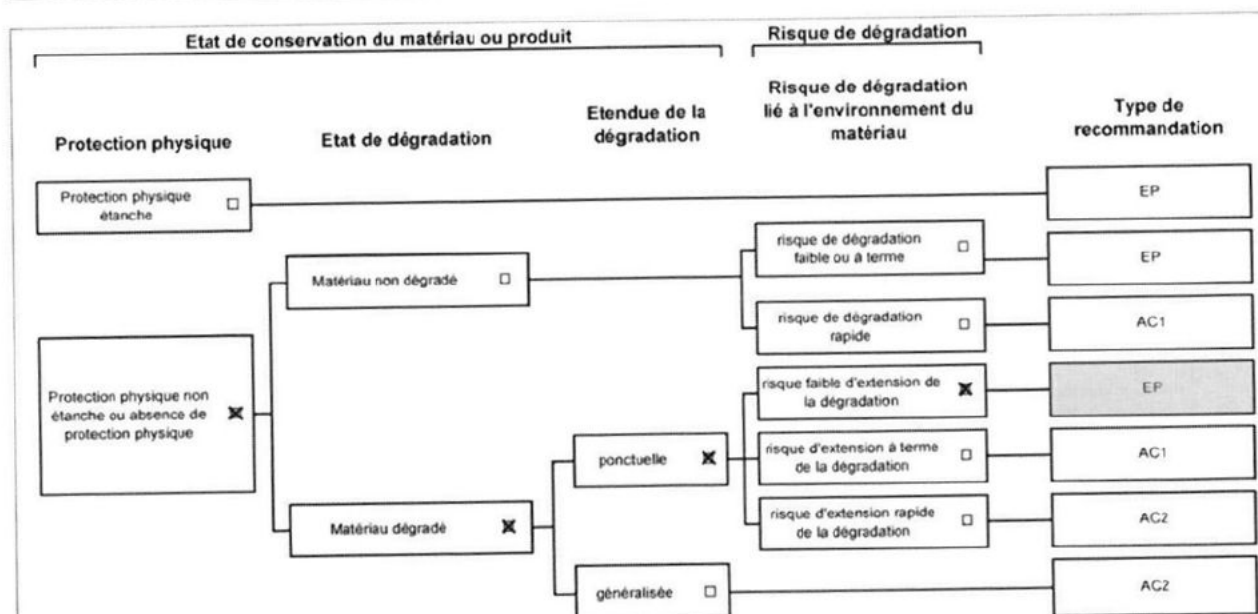 Etat de conservation du matériau ou produit
Risque de dégradation
Protection physique
Etat de dégradation
Etendue de la
dégradation
Risque de dégradation
lié à l'environnement du
matériau
Type de
recommandation
Protection physique
étanche
EP
Matériau non dégradé
risque de dégradation
faible ou à terme
EP
risque de dégradation
rapide
AC1
Protection physique non
étanche ou absence de
protection physique
risque faible d'extension de
la dégradation
EP
ponctuelle
risque d'extension à terme
de la dégradation
AC1
Matériau dégradé
risque d'extension rapide
de la dégradation
AC2
généralisée
AC2